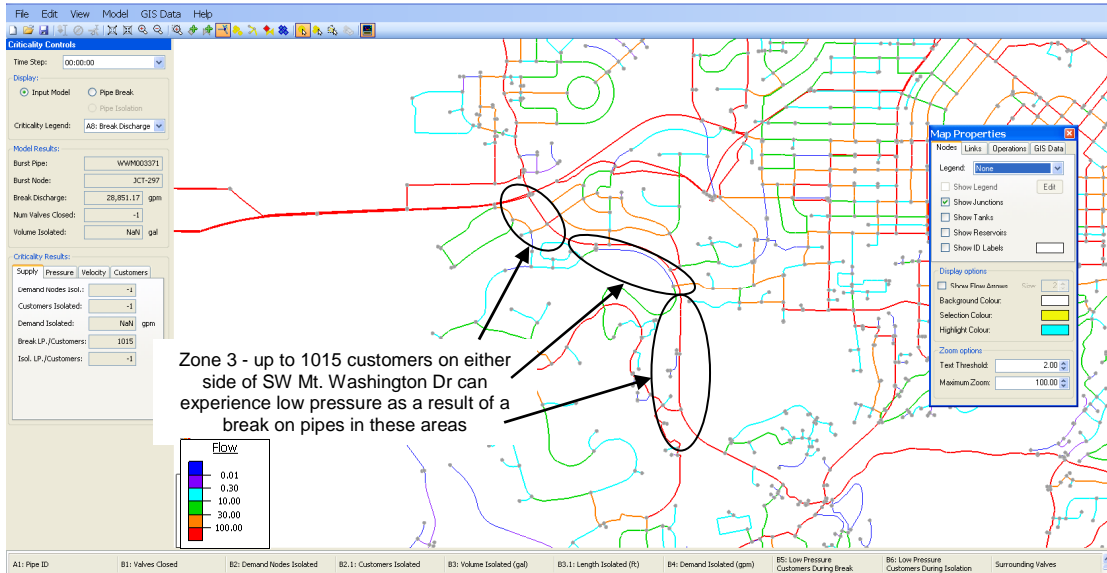 File Edit View Model GIS Data Help
Criticality Controls
Time Step: 00:00:00
Display:
Input Model Pipe Break
Pipe Isolation
Criticality Legend: A8: Break Discharge
Model Results:
Burst Pipe: WWM003371
Burst Node: JCT-297
Break Discharge: 28,851.17 gpm
Num Valves Closed: -1
Volume Isolated: NaN gal
Criticality Results:
Supply Pressure Velocity Customers
Demand Nodes Isol.: -1
Customers Isolated: -1
Demand Isolated: NaN gpm
Break LP./Customers: 1015
Isol. LP./Customers: -1
Zone 3 - up to 1015 customers on either
side of SW Mt. Washington Dr can
experience low pressure as a result of a
break on pipes in these areas
Flow
0.01
0.30
10.00
30.00
100.00
Map Properties
Nodes Links Operations GIS Data
Legend: None
Show Legend Edit
Show Junctions
Show Tanks
Show Reservoirs
Show ID Labels
Display options
Show Flow Arrows Size 2
Background Colour:
Selection Colour:
Highlight Colour:
Zoom options
Text Threshold: 2.00
Maximum Zoom: 100.00
A1: Pipe ID B1: Valves Closed B2: Demand Nodes Isolated B2.1: Customers Isolated B3: Volume Isolated (gal) B3.1: Length Isolated (ft) B4: Demand Isolated (gpm) B5: Low Pressure Customers During Break B6: Low Pressure Customers During Isolation Surrounding Valves